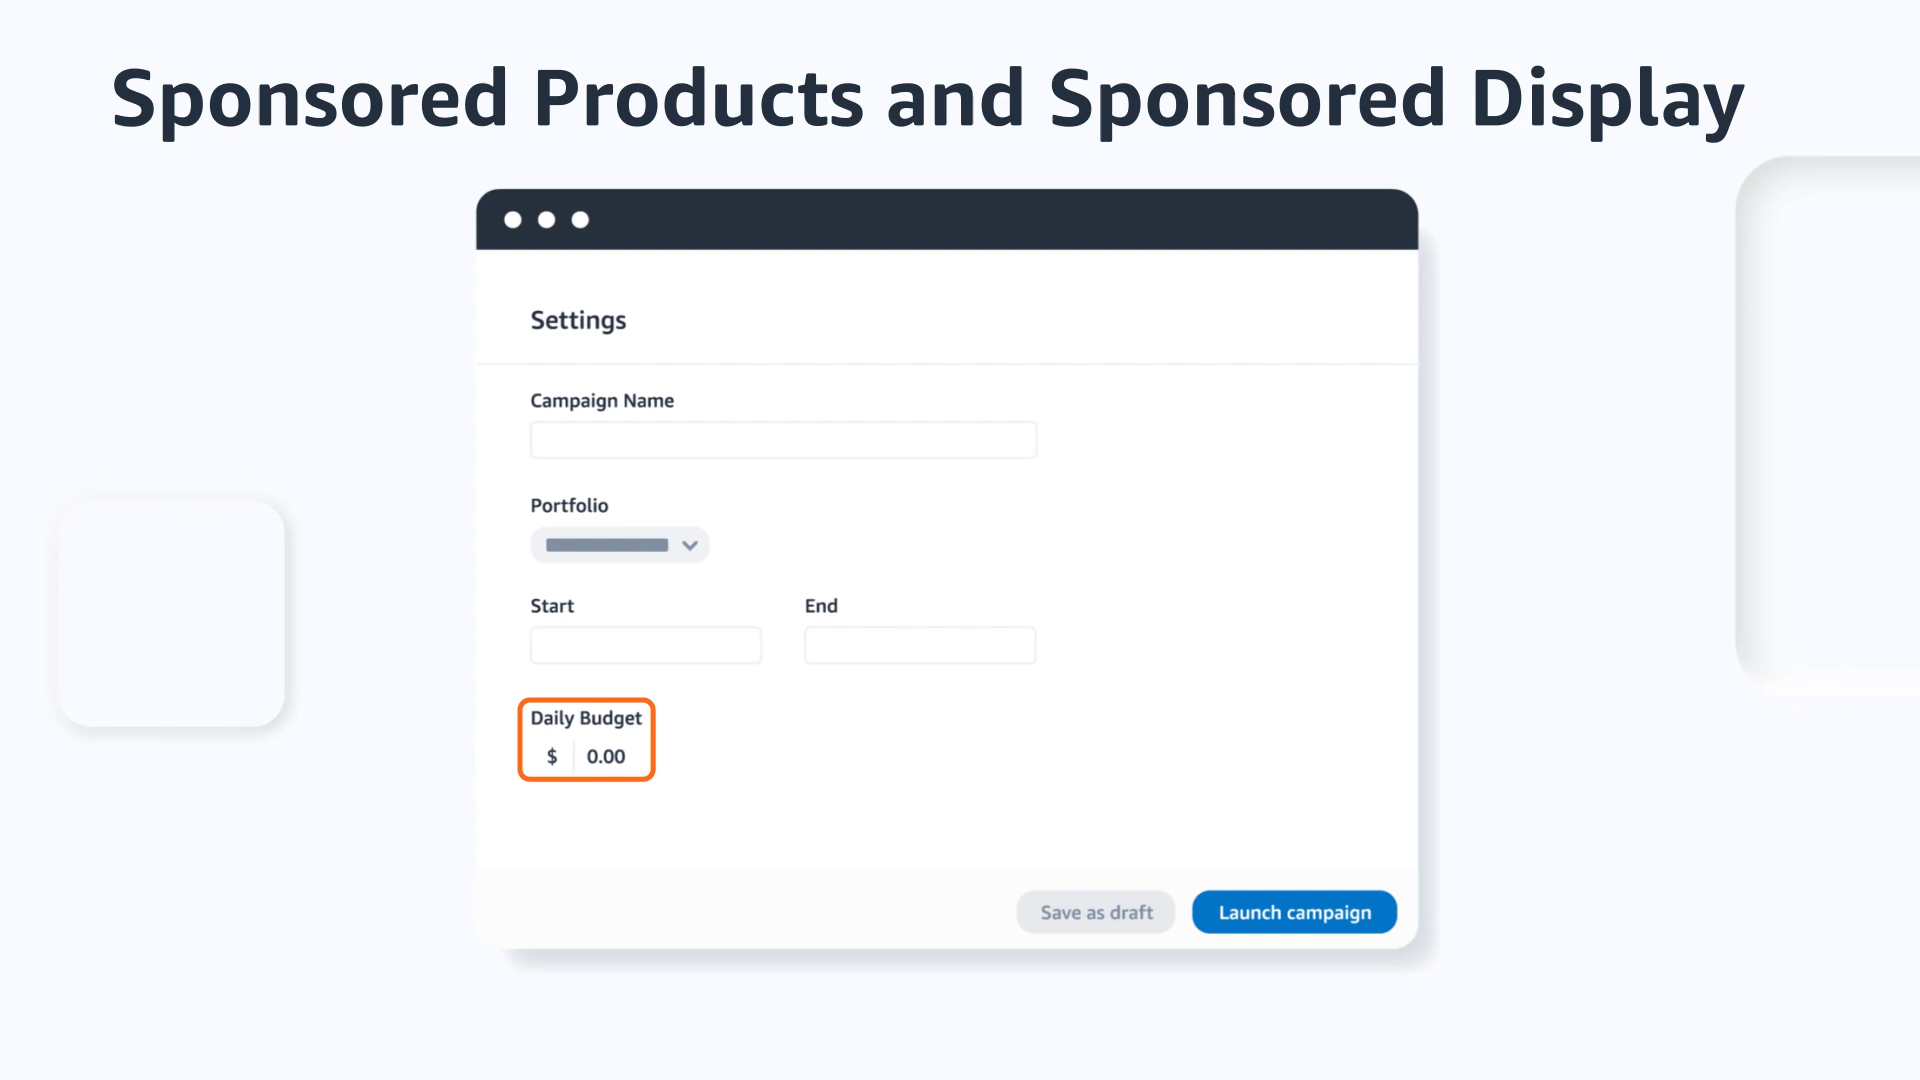 Sponsored Products and Sponsored Display
Settings
Campaign Name
Portfolio
Start End
Daily Budget
$ 0.00
Save as draft Launch campaign